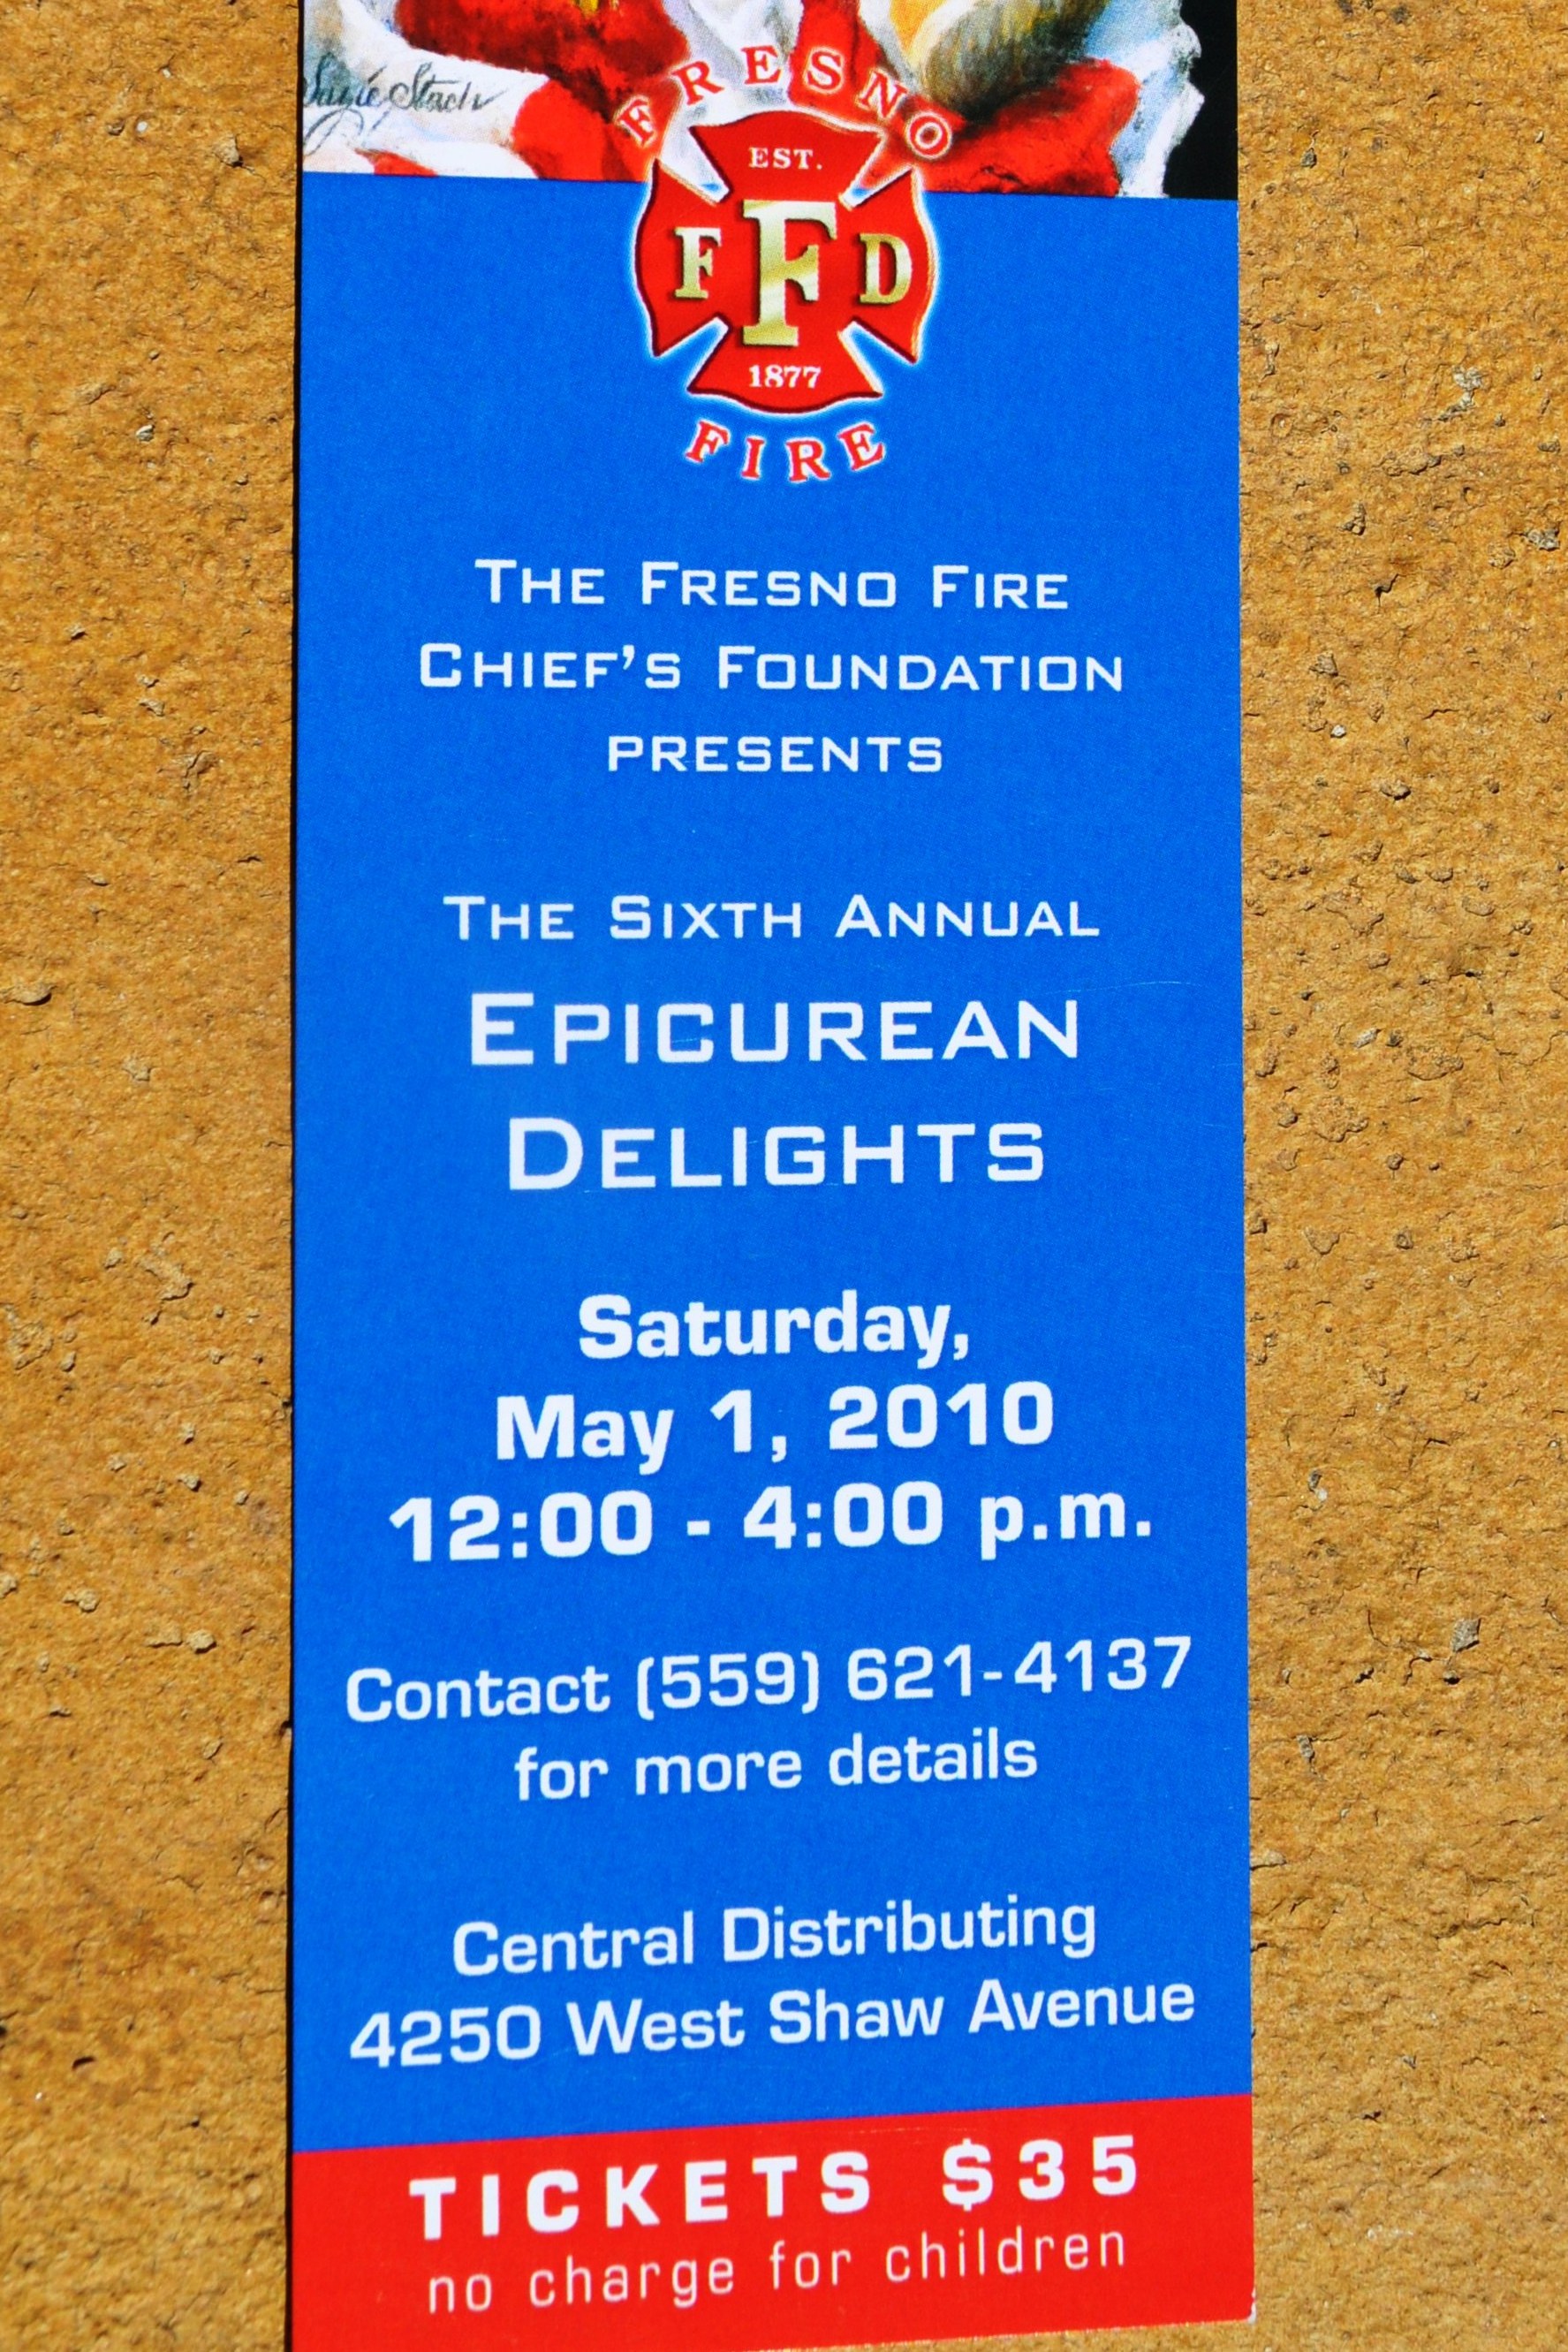 Suzie Stach
FRESNO
EST.
FFD
1877
FIRE
THE FRESNO FIRE
CHIEF'S FOUNDATION
PRESENTS
THE SIXTH ANNUAL
EPICUREAN
DELIGHTS
Saturday,
May 1, 2010
12:00 - 4:00 p.m.
Contact (559) 621-4137
for more details
Central Distributing
4250 West Shaw Avenue
TICKETS $35
no charge for children